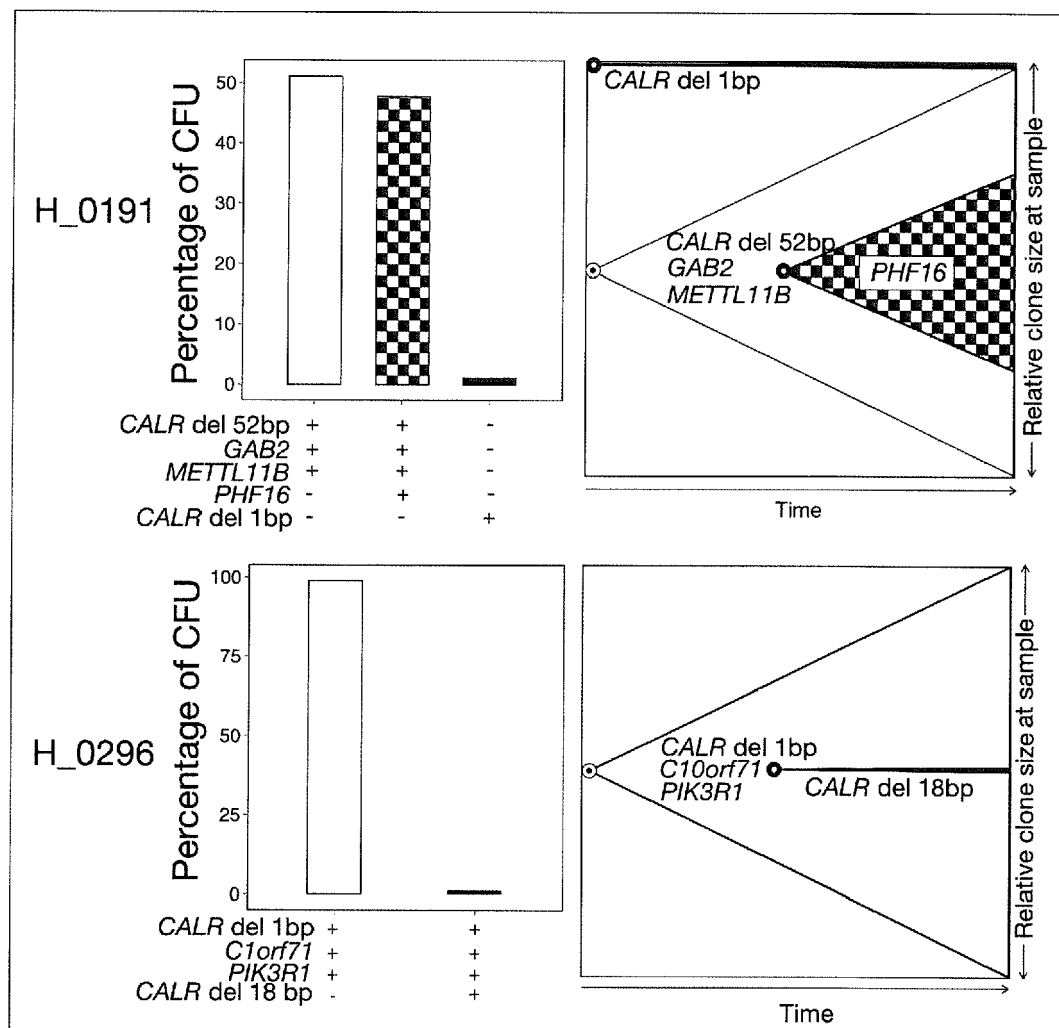 H_0191
Percentage of CFU
50
40
30
20
10
0
CALR del 52bp + + -
GAB2 + + -
METTL11B + + -
PHF16 - + -
CALR del 1bp - - +
CALR del 1bp
CALR del 52bp
GAB2
METTL11B
PHF16
Time
Relative clone size at sample
H_0296
Percentage of CFU
100
75
50
25
0
CALR del 1bp + +
C1orf71 + +
PIK3R1 + +
CALR del 18 bp - +
CALR del 1bp
C10orf71
PIK3R1
CALR del 18bp
Time
Relative clone size at sample